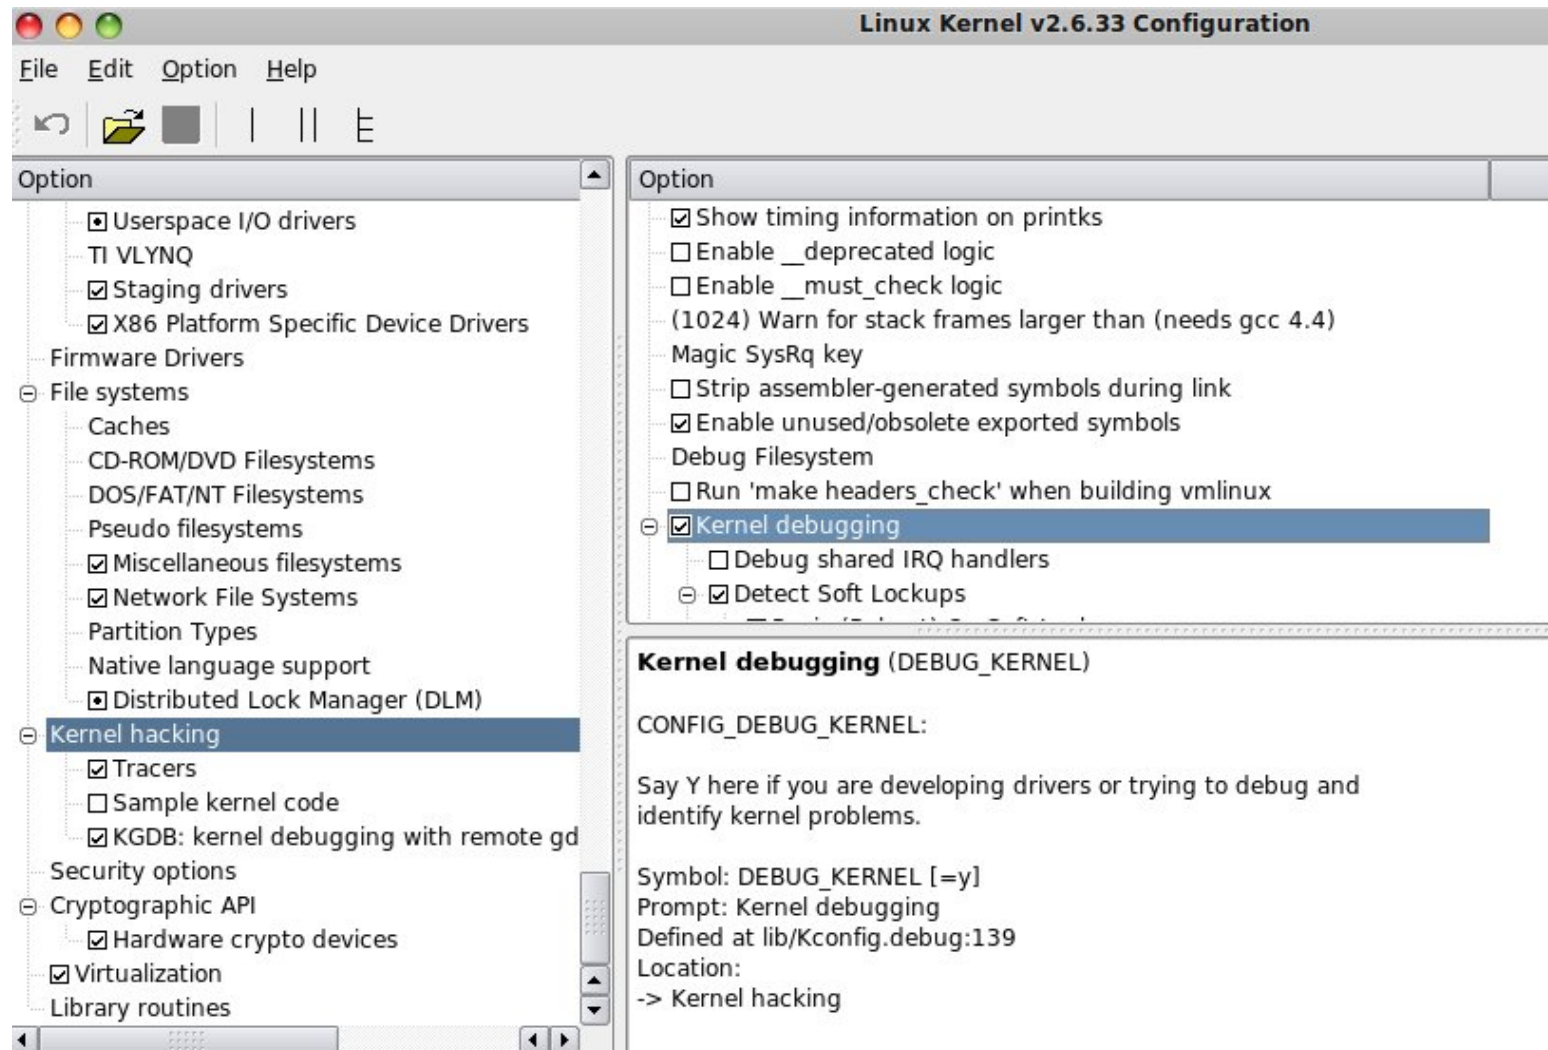 Linux Kernel v2.6.33 Configuration
File Edit Option Help
Option
Userspace I/O drivers
TI VLYNQ
Staging drivers
X86 Platform Specific Device Drivers
Firmware Drivers
File systems
Caches
CD-ROM/DVD Filesystems
DOS/FAT/NT Filesystems
Pseudo filesystems
Miscellaneous filesystems
Network File Systems
Partition Types
Native language support
Distributed Lock Manager (DLM)
Kernel hacking
Tracers
Sample kernel code
KGDB: kernel debugging with remote gd
Security options
Cryptographic API
Hardware crypto devices
Virtualization
Library routines
Option
Show timing information on printks
Enable __deprecated logic
Enable __must_check logic
(1024) Warn for stack frames larger than (needs gcc 4.4)
Magic SysRq key
Strip assembler-generated symbols during link
Enable unused/obsolete exported symbols
Debug Filesystem
Run 'make headers_check' when building vmlinux
Kernel debugging
Debug shared IRQ handlers
Detect Soft Lockups
Kernel debugging (DEBUG_KERNEL)
CONFIG_DEBUG_KERNEL:
Say Y here if you are developing drivers or trying to debug and
identify kernel problems.
Symbol: DEBUG_KERNEL [=y]
Prompt: Kernel debugging
Defined at lib/Kconfig.debug:139
Location:
-> Kernel hacking